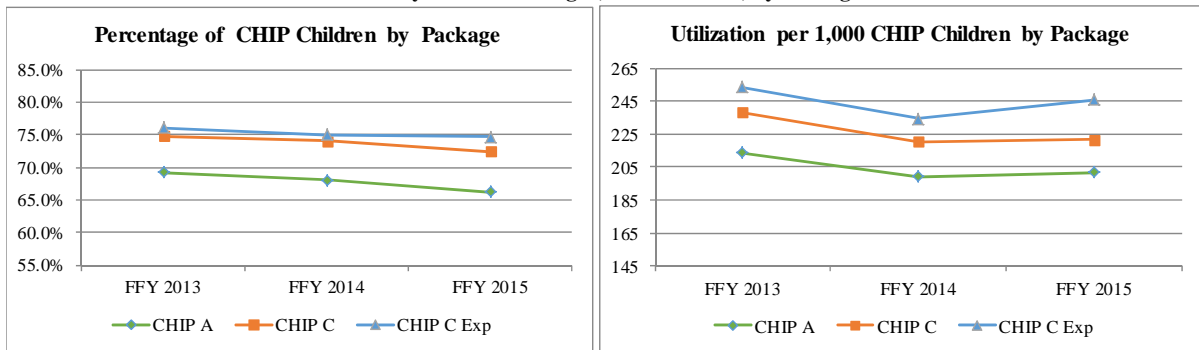 Percentage of CHIP Children by Package
85.0%
80.0%
75.0%
70.0%
65.0%
60.0%
55.0%
FFY 2013 FFY 2014 FFY 2015
CHIP A CHIP C CHIP C Exp
Utilization per 1,000 CHIP Children by Package
265
245
225
205
185
165
145
FFY 2013 FFY 2014 FFY 2015
CHIP A CHIP C CHIP C Exp